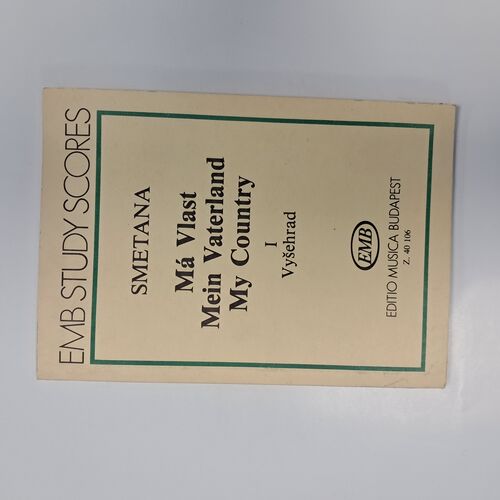 EMB STUDY SCORES
SMETANA
Má Vlast
Mein Vaterland
My Country
I
Vyšehrad
EMB
EDITIO MUSICA BUDAPEST
Z. 40 106